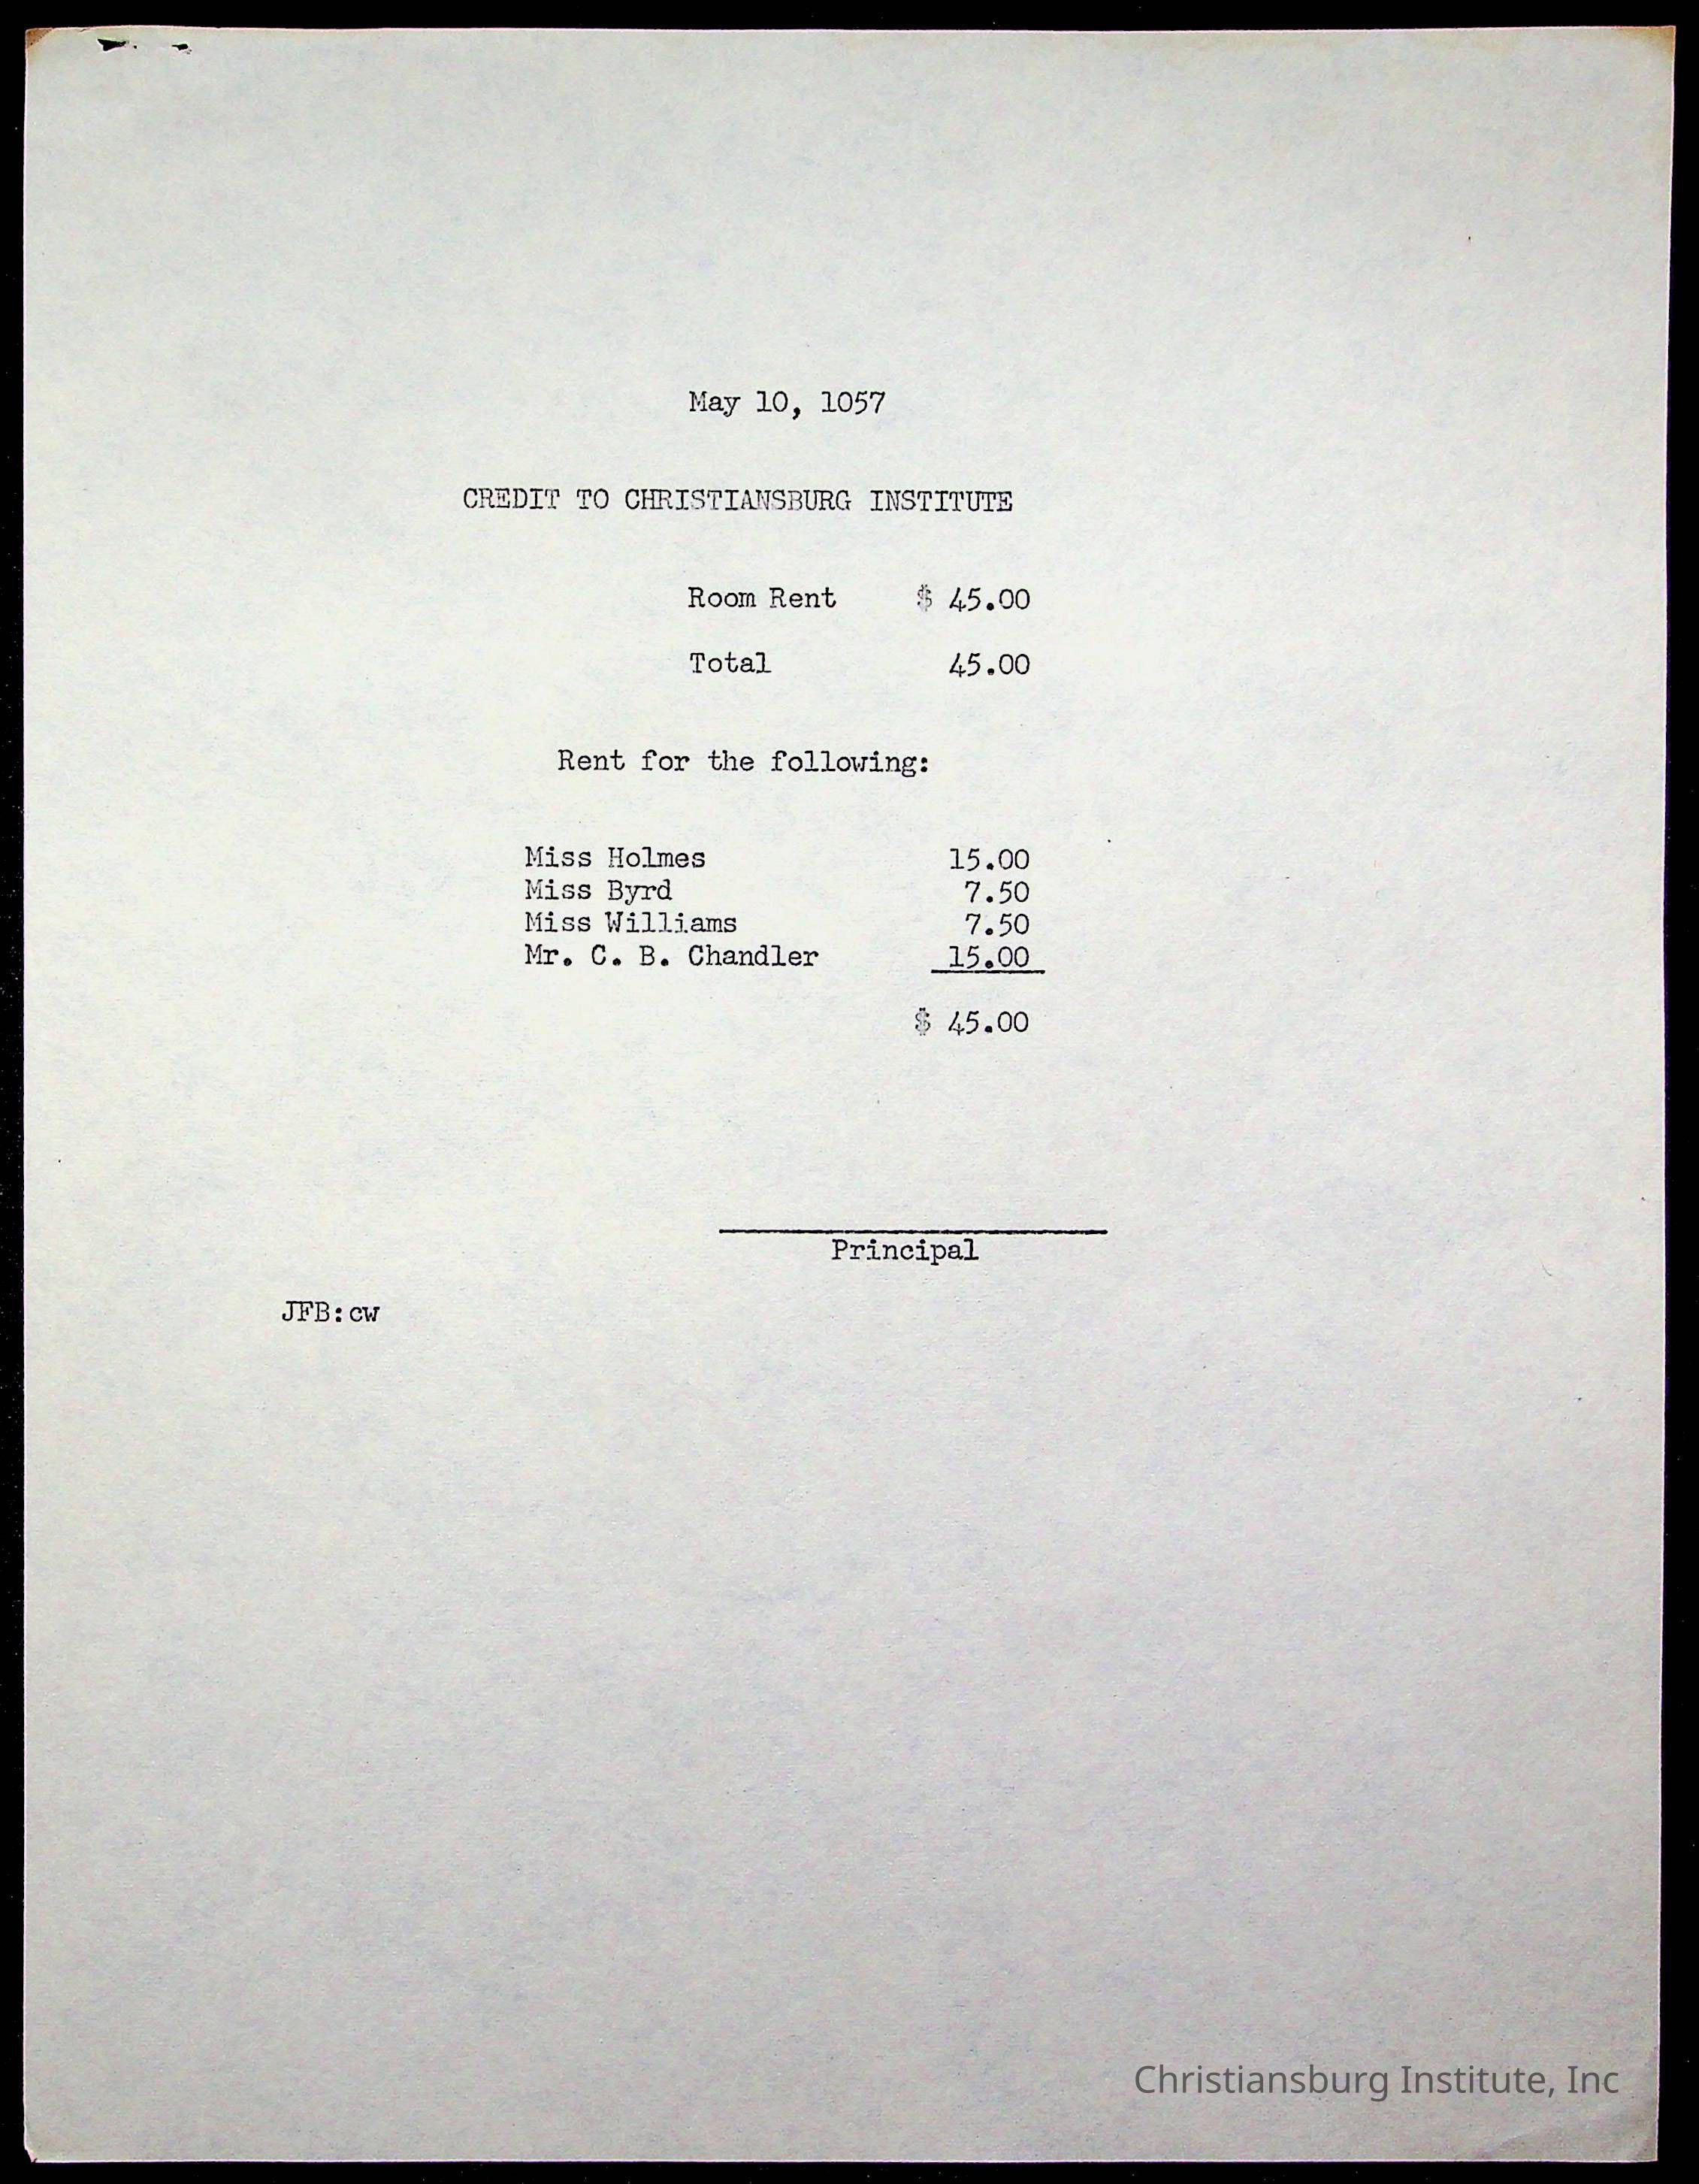 May 10, 1057
CREDIT TO CHRISTIANSBURG INSTITUTE
Room Rent $ 45.00
Total 45.00
Rent for the following:
Miss Holmes 15.00
Miss Byrd 7.50
Miss Williams 7.50
Mr. C. B. Chandler 15.00
$ 45.00
Principal
JFB:cw
Christiansburg Institute, Inc